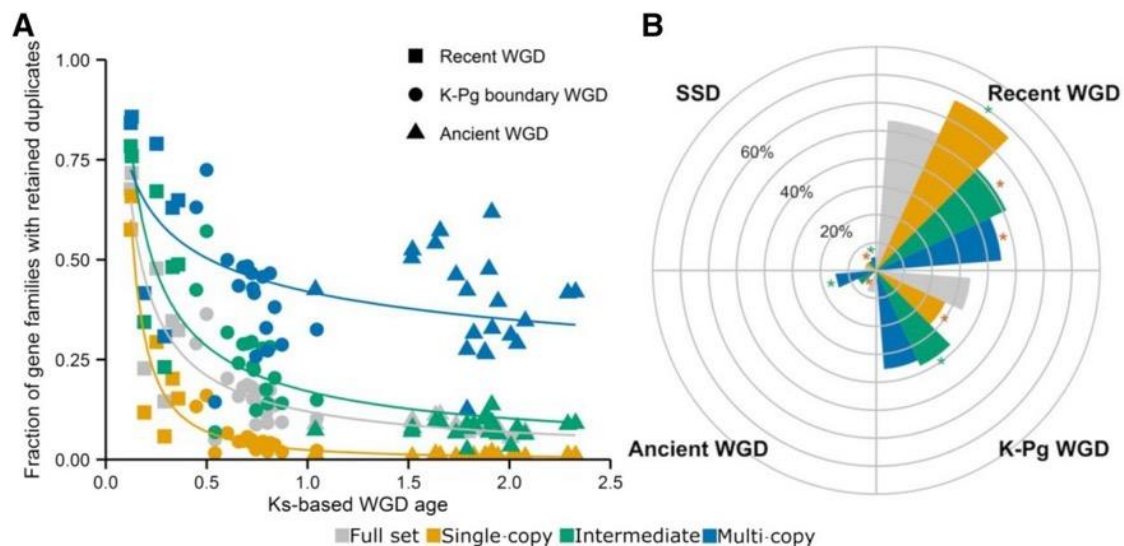 A
Fraction of gene families with retained duplicates
1.00
0.75
0.50
0.25
0.00
0.0
0.5
1.0
1.5
2.0
2.5
Ks-based WGD age
Recent WGD
K-Pg boundary WGD
Ancient WGD
B
SSD
Recent WGD
60%
40%
20%
Ancient WGD
K-Pg WGD
Full set
Single-copy
Intermediate
Multi-copy